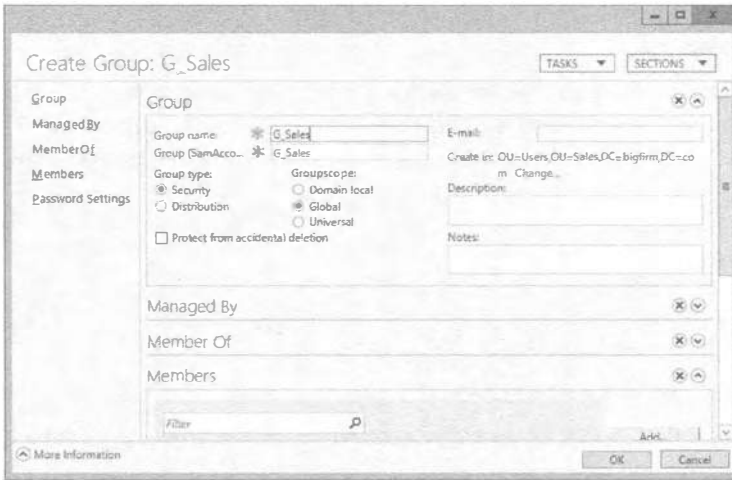 Create Group: G_Sales
TASKS
SECTIONS
Group
ManagedBy
MemberOf
Members
Password Settings
Group
Group name: G_Sales
Group (SamAcco... G_Sales
Group type:
Security
Distribution
Groupscope:
Domain local
Global
Universal
Protect from accidental deletion
E-mail:
Create in: OU=Users,OU=Sales,DC=bigfirm,DC=co
m Change...
Description:
Notes:
Managed By
Member Of
Members
Filter
Add...
More Information
OK
Cancel